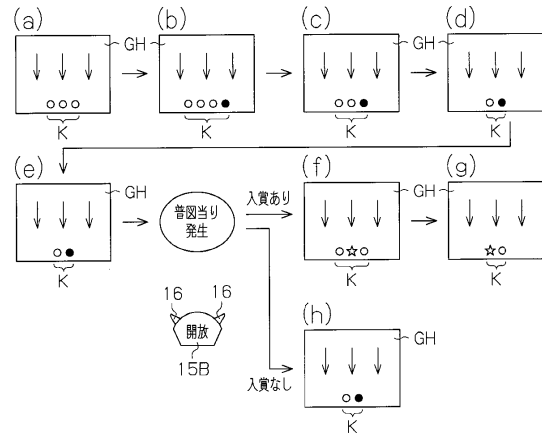 (a) (b) (c) (d)
GH GH
K K K K
(e) (f) (g)
GH GH
普図当り
発生
入賞あり
K K K
16 16
開放
15B
(h)
GH
入賞なし
K